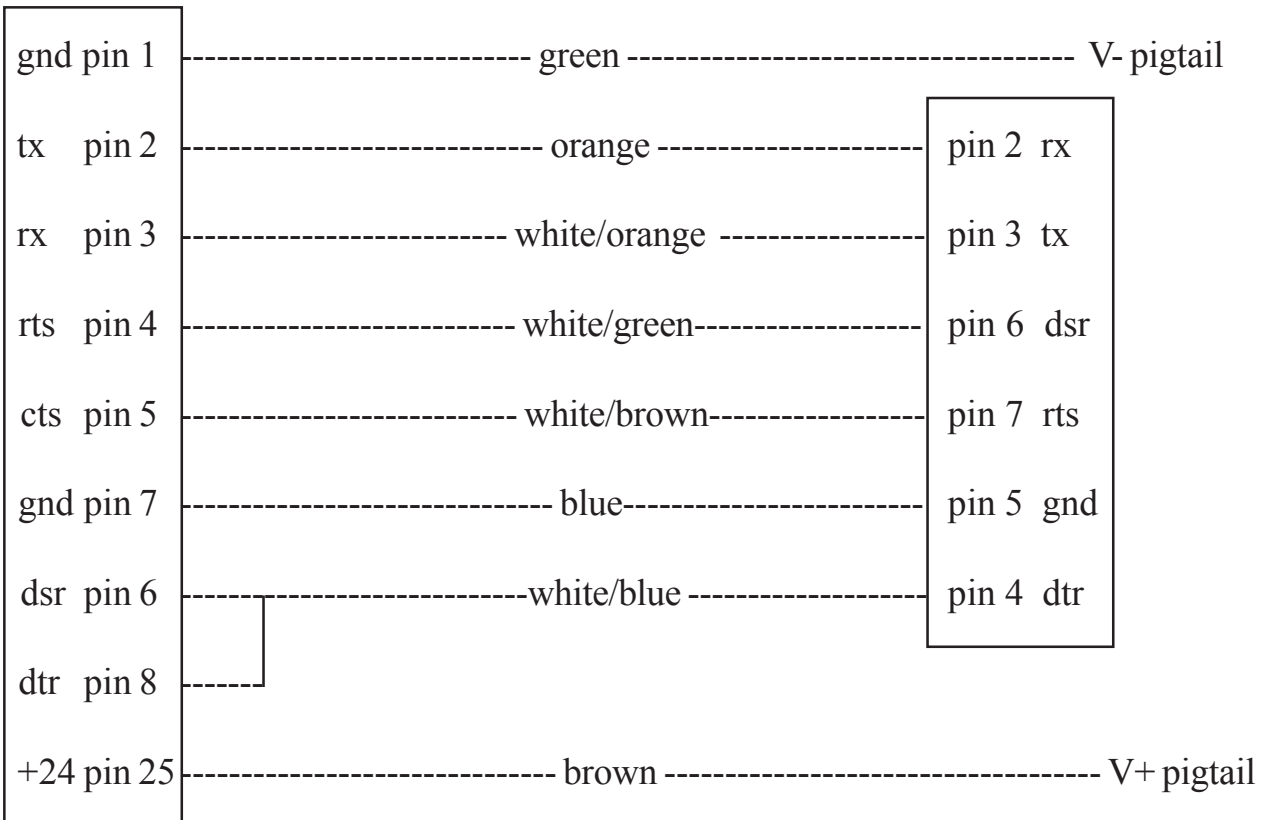 gnd pin 1 green V- pigtail
tx pin 2 orange pin 2 rx
rx pin 3 white/orange pin 3 tx
rts pin 4 white/green pin 6 dsr
cts pin 5 white/brown pin 7 rts
gnd pin 7 blue pin 5 gnd
dsr pin 6 white/blue pin 4 dtr
dtr pin 8
+24 pin 25 brown V+ pigtail